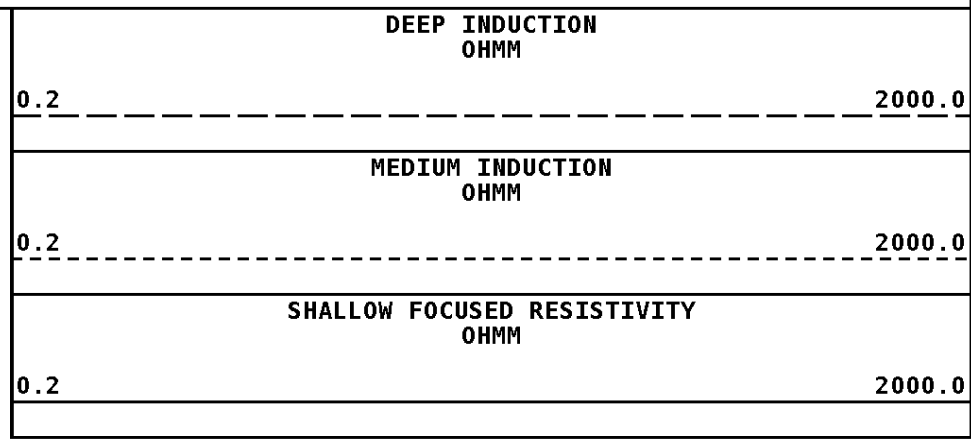 DEEP INDUCTION
OHMM
0.2 2000.0
MEDIUM INDUCTION
OHMM
0.2 2000.0
SHALLOW FOCUSED RESISTIVITY
OHMM
0.2 2000.0